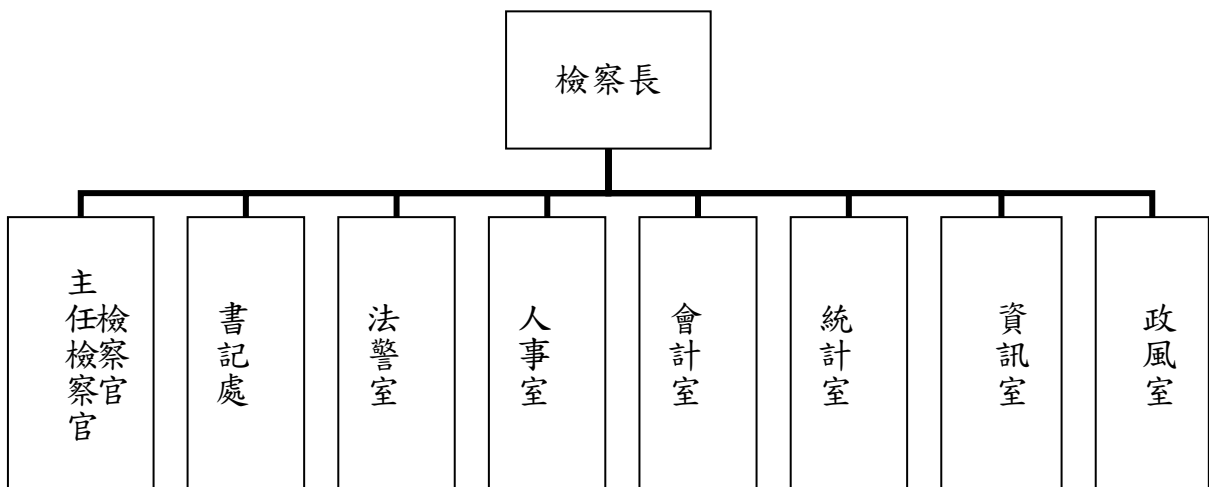 檢察長
主任檢察官
檢察官
書記處
法警室
人事室
會計室
統計室
資訊室
政風室